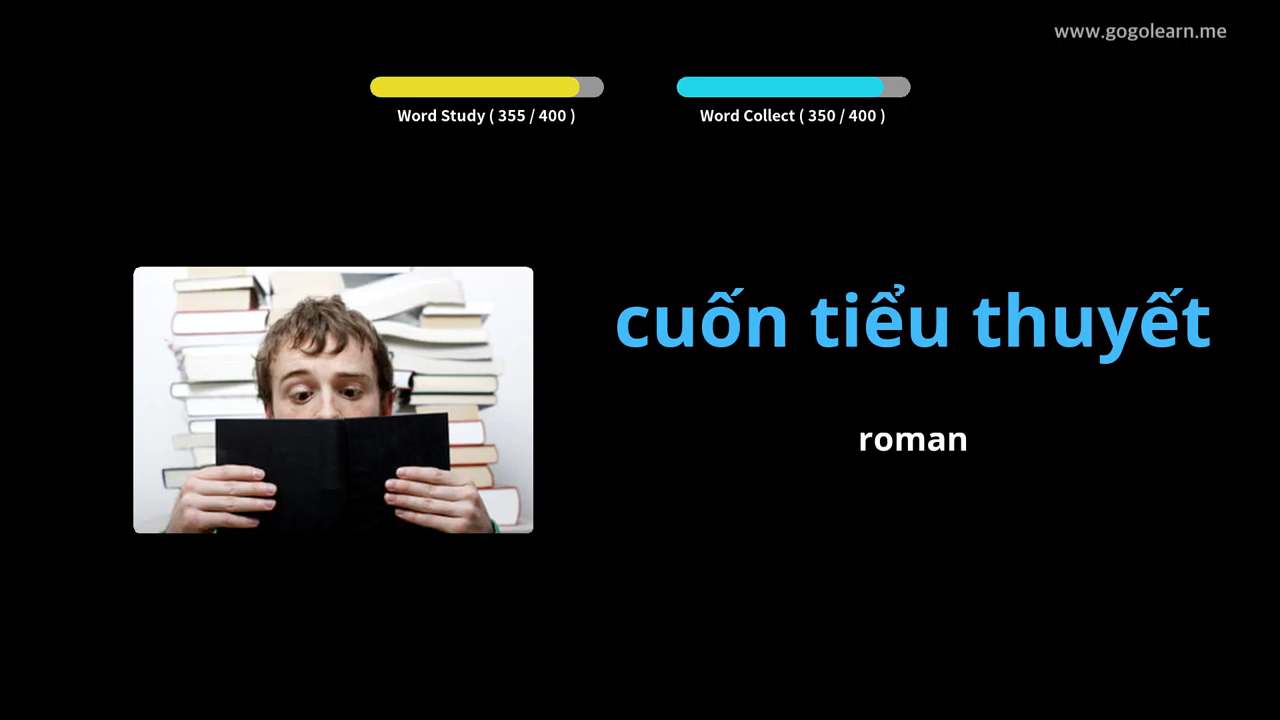 www.gogolearn.me
Word Study ( 355 / 400 )
Word Collect ( 350 / 400 )
cuốn tiểu thuyết
roman